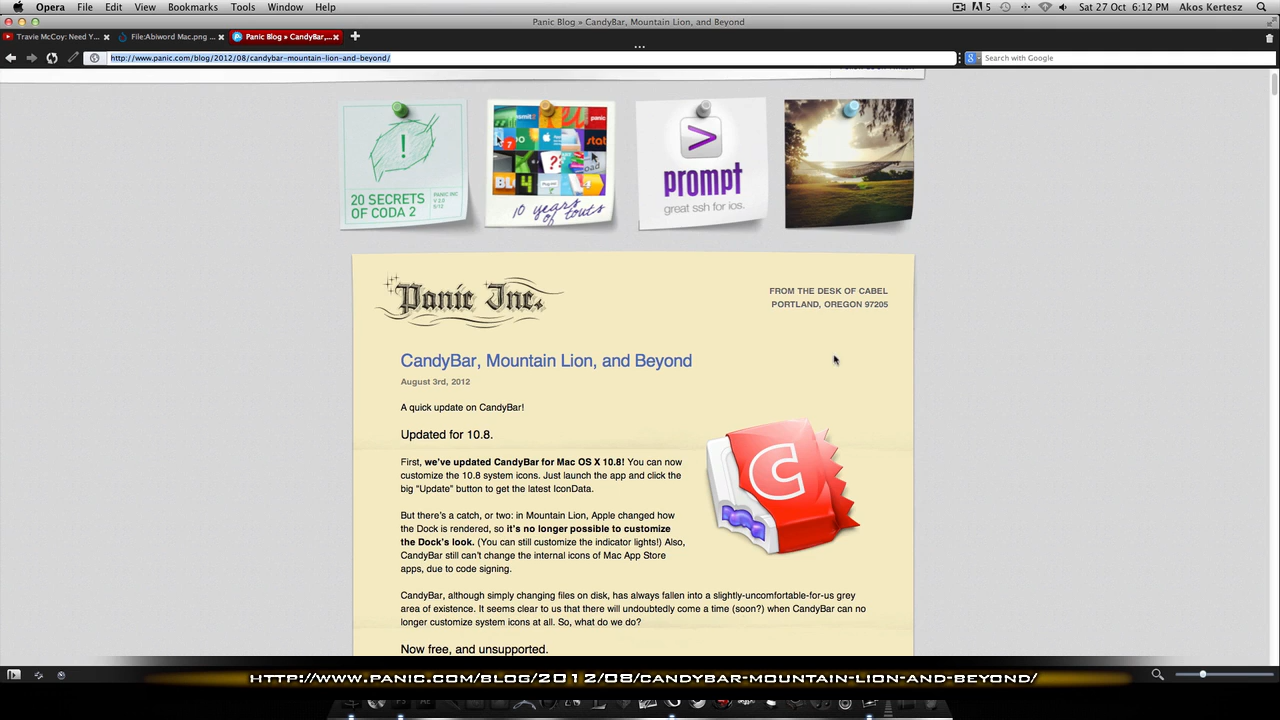 Opera File Edit View Bookmarks Tools Window Help
5 Sat 27 Oct 6:12 PM Akos Kertesz
Panic Blog » CandyBar, Mountain Lion, and Beyond
Travie McCoy: Need Y... File:Abiword Mac.png ... Panic Blog » CandyBar,...
http://www.panic.com/blog/2012/08/candybar-mountain-lion-and-beyond/
Search with Google
!
20 SECRETS
OF CODA 2
PANIC INC
V 2.0
5/12
10 years
of touts
>
prompt
great ssh for ios.
Panic Inc.
FROM THE DESK OF CABEL
PORTLAND, OREGON 97205
CandyBar, Mountain Lion, and Beyond
August 3rd, 2012
A quick update on CandyBar!
Updated for 10.8.
First, we've updated CandyBar for Mac OS X 10.8! You can now
customize the 10.8 system icons. Just launch the app and click the
big "Update" button to get the latest IconData.
But there's a catch, or two: in Mountain Lion, Apple changed how
the Dock is rendered, so it's no longer possible to customize
the Dock's look. (You can still customize the indicator lights!) Also,
CandyBar still can't change the internal icons of Mac App Store
apps, due to code signing.
C
CandyBar, although simply changing files on disk, has always fallen into a slightly-uncomfortable-for-us grey
area of existence. It seems clear to us that there will undoubtedly come a time (soon?) when CandyBar can no
longer customize system icons at all. So, what do we do?
Now free, and unsupported.
HTTP://WWW.PANIC.COM/BLOG/2012/08/CANDYBAR-MOUNTAIN-LION-AND-BEYOND/